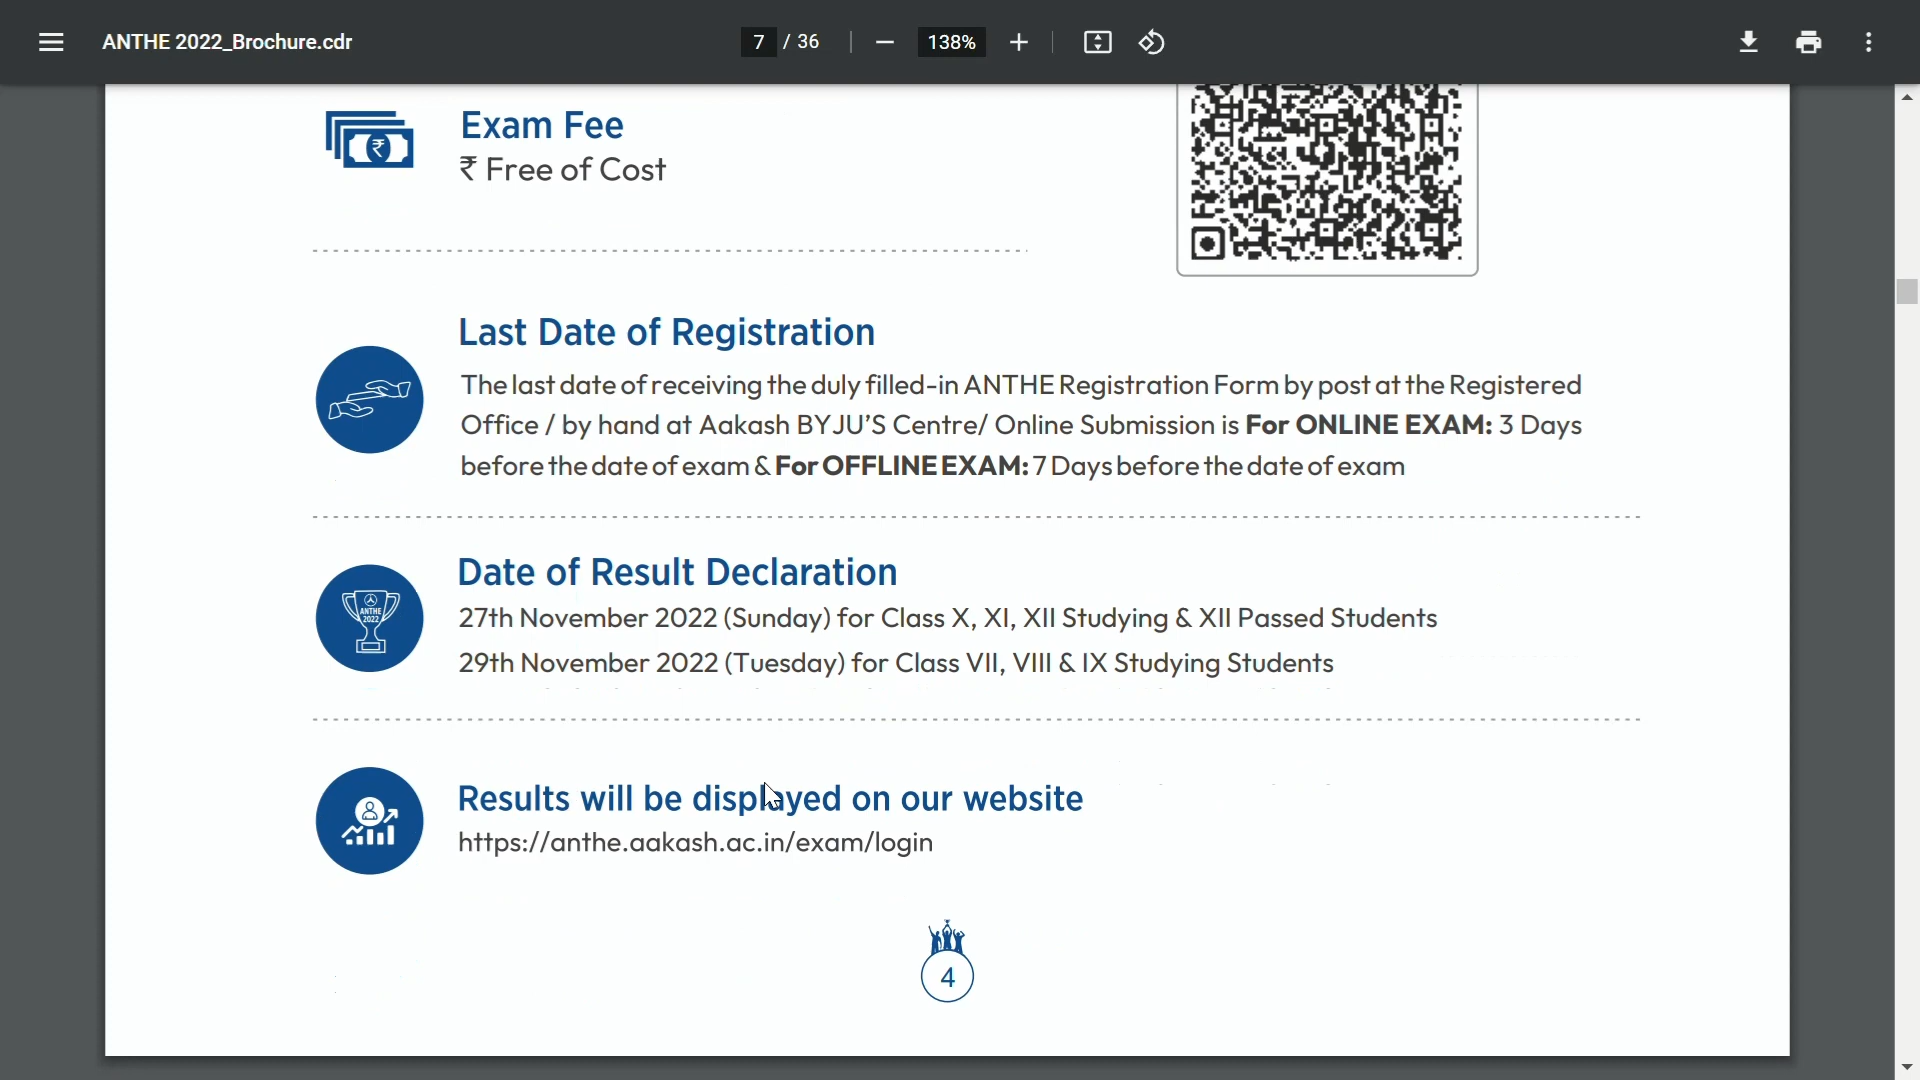 ANTHE 2022_Brochure.cdr
7 / 36
138%
Exam Fee
₹
₹ Free of Cost
Last Date of Registration
The last date of receiving the duly filled-in ANTHE Registration Form by post at the Registered
Office / by hand at Aakash BYJU'S Centre/ Online Submission is For ONLINE EXAM: 3 Days
before the date of exam & For OFFLINE EXAM: 7 Days before the date of exam
Date of Result Declaration
ANTHE
2022
27th November 2022 (Sunday) for Class X, XI, XII Studying & XII Passed Students
29th November 2022 (Tuesday) for Class VII, VIII & IX Studying Students
Results will be displayed on our website
https://anthe.aakash.ac.in/exam/login
4